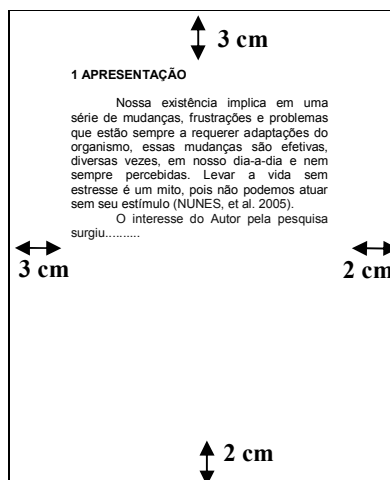 3 cm
1 APRESENTAÇÃO
Nossa existência implica em uma
série de mudanças, frustrações e problemas
que estão sempre a requerer adaptações do
organismo, essas mudanças são efetivas,
diversas vezes, em nosso dia-a-dia e nem
sempre percebidas. Levar a vida sem
estresse é um mito, pois não podemos atuar
sem seu estímulo (NUNES, et al. 2005).
O interesse do Autor pela pesquisa
surgiu..........
3 cm
2 cm
2 cm